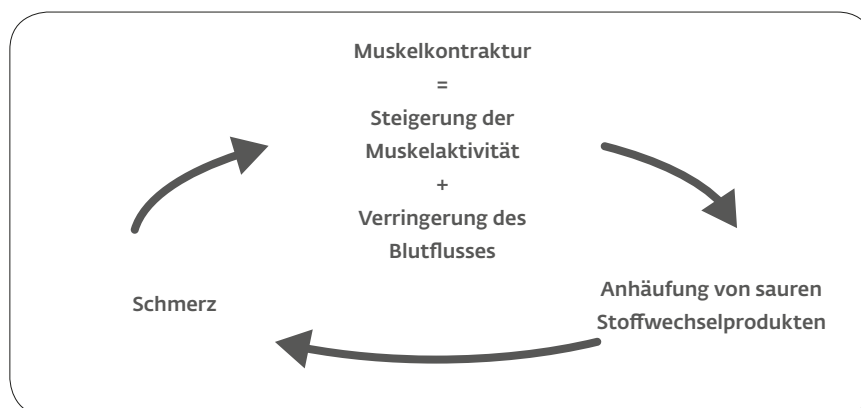 Muskelkontraktur
=
Steigerung der
Muskelaktivität
+
Verringerung des
Blutflusses
Anhäufung von sauren
Stoffwechselprodukten
Schmerz